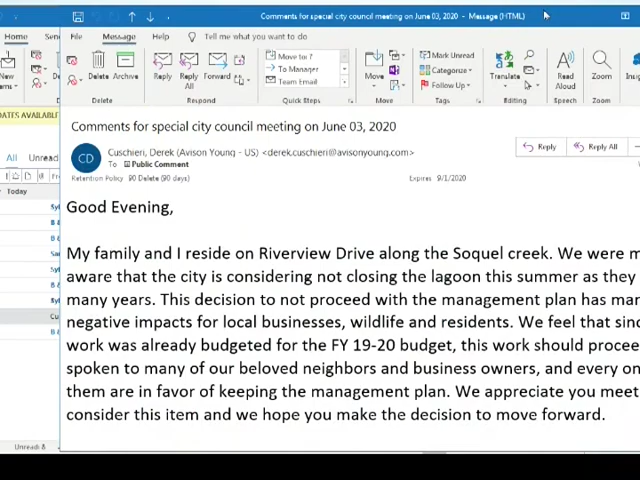 Comments for special city council meeting on June 03, 2020 - Message (HTML)
Home
File Message Help Tell me what you want to do
Delete Archive
Reply Reply All Forward
Move to: ?
To Manager
Team Email
Move
Mark Unread
Categorize
Follow Up
Translate
Read Aloud
Zoom
Delete Respond Quick Steps Move Tags Editing Speech Zoom
DATES AVAILABLE
All Unread
Today
Comments for special city council meeting on June 03, 2020
CD
Cuschieri, Derek (Avison Young - US) <derek.cuschieri@avisonyoung.com>
To Public Comment
Retention Policy 90 Delete (90 days)
Expires 9/1/2020
Reply Reply All
Good Evening,
My family and I reside on Riverview Drive along the Soquel creek. We were m
aware that the city is considering not closing the lagoon this summer as they
many years. This decision to not proceed with the management plan has man
negative impacts for local businesses, wildlife and residents. We feel that sinc
work was already budgeted for the FY 19-20 budget, this work should procee
spoken to many of our beloved neighbors and business owners, and every on
them are in favor of keeping the management plan. We appreciate you meet
consider this item and we hope you make the decision to move forward.
Unread: 8